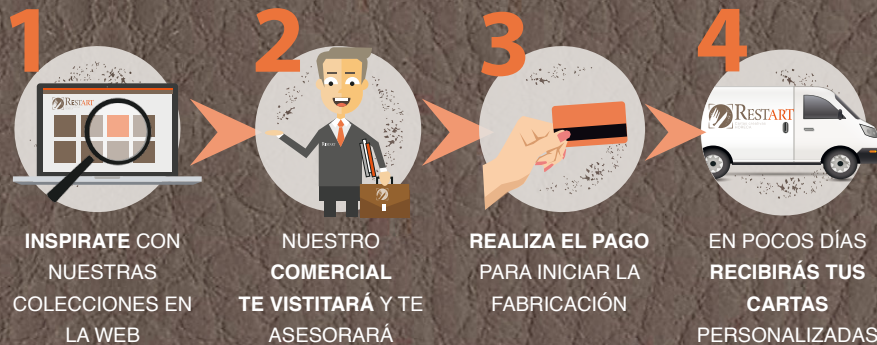 1
RESTART
INSPIRATE CON
NUESTRAS
COLECCIONES EN
LA WEB
2
RESTART
NUESTRO
COMERCIAL
TE VISTITARÁ Y TE
ASESORARÁ
3
REALIZA EL PAGO
PARA INICIAR LA
FABRICACIÓN
4
RESTART
EN POCOS DÍAS
RECIBIRÁS TUS
CARTAS
PERSONALIZADAS